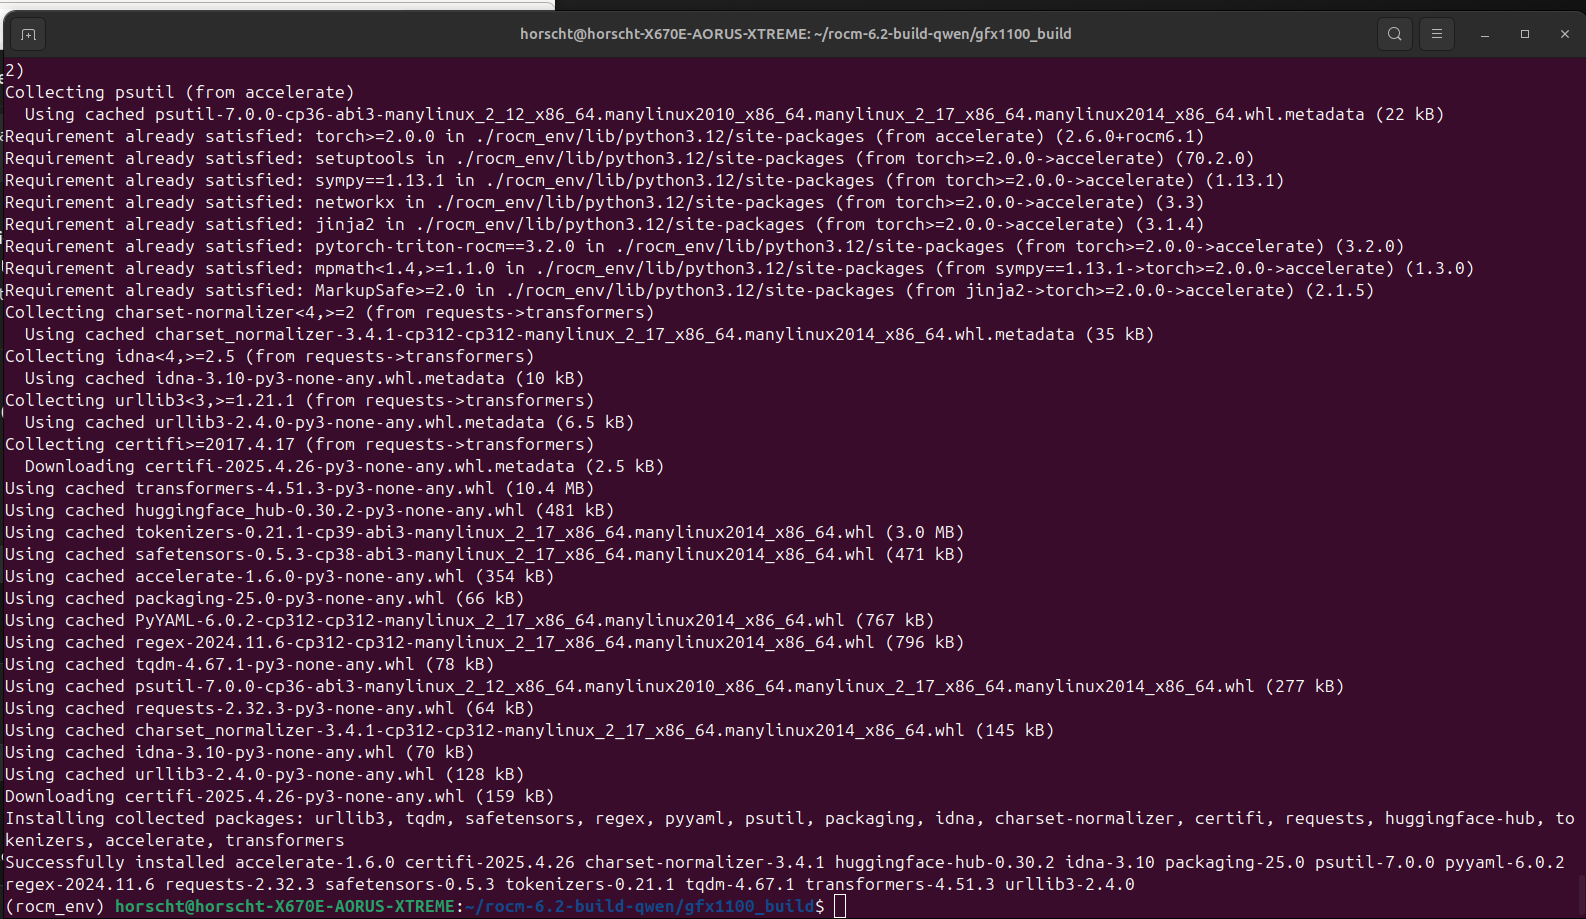 horscht@horscht-X670E-AORUS-XTREME: ~/rocm-6.2-build-qwen/gfx1100_build
2)
Collecting psutil (from accelerate)
  Using cached psutil-7.0.0-cp36-abi3-manylinux_2_12_x86_64.manylinux2010_x86_64.manylinux_2_17_x86_64.manylinux2014_x86_64.whl.metadata (22 kB)
Requirement already satisfied: torch>=2.0.0 in ./rocm_env/lib/python3.12/site-packages (from accelerate) (2.6.0+rocm6.1)
Requirement already satisfied: setuptools in ./rocm_env/lib/python3.12/site-packages (from torch>=2.0.0->accelerate) (70.2.0)
Requirement already satisfied: sympy==1.13.1 in ./rocm_env/lib/python3.12/site-packages (from torch>=2.0.0->accelerate) (1.13.1)
Requirement already satisfied: networkx in ./rocm_env/lib/python3.12/site-packages (from torch>=2.0.0->accelerate) (3.3)
Requirement already satisfied: jinja2 in ./rocm_env/lib/python3.12/site-packages (from torch>=2.0.0->accelerate) (3.1.4)
Requirement already satisfied: pytorch-triton-rocm==3.2.0 in ./rocm_env/lib/python3.12/site-packages (from torch>=2.0.0->accelerate) (3.2.0)
Requirement already satisfied: mpmath<1.4,>=1.1.0 in ./rocm_env/lib/python3.12/site-packages (from sympy==1.13.1->torch>=2.0.0->accelerate) (1.3.0)
Requirement already satisfied: MarkupSafe>=2.0 in ./rocm_env/lib/python3.12/site-packages (from jinja2->torch>=2.0.0->accelerate) (2.1.5)
Collecting charset-normalizer<4,>=2 (from requests->transformers)
  Using cached charset_normalizer-3.4.1-cp312-cp312-manylinux_2_17_x86_64.manylinux2014_x86_64.whl.metadata (35 kB)
Collecting idna<4,>=2.5 (from requests->transformers)
  Using cached idna-3.10-py3-none-any.whl.metadata (10 kB)
Collecting urllib3<3,>=1.21.1 (from requests->transformers)
  Using cached urllib3-2.4.0-py3-none-any.whl.metadata (6.5 kB)
Collecting certifi>=2017.4.17 (from requests->transformers)
  Downloading certifi-2025.4.26-py3-none-any.whl.metadata (2.5 kB)
Using cached transformers-4.51.3-py3-none-any.whl (10.4 MB)
Using cached huggingface_hub-0.30.2-py3-none-any.whl (481 kB)
Using cached tokenizers-0.21.1-cp39-abi3-manylinux_2_17_x86_64.manylinux2014_x86_64.whl (3.0 MB)
Using cached safetensors-0.5.3-cp38-abi3-manylinux_2_17_x86_64.manylinux2014_x86_64.whl (471 kB)
Using cached accelerate-1.6.0-py3-none-any.whl (354 kB)
Using cached packaging-25.0-py3-none-any.whl (66 kB)
Using cached PyYAML-6.0.2-cp312-cp312-manylinux_2_17_x86_64.manylinux2014_x86_64.whl (767 kB)
Using cached regex-2024.11.6-cp312-cp312-manylinux_2_17_x86_64.manylinux2014_x86_64.whl (796 kB)
Using cached tqdm-4.67.1-py3-none-any.whl (78 kB)
Using cached psutil-7.0.0-cp36-abi3-manylinux_2_12_x86_64.manylinux2010_x86_64.manylinux_2_17_x86_64.manylinux2014_x86_64.whl (277 kB)
Using cached requests-2.32.3-py3-none-any.whl (64 kB)
Using cached charset_normalizer-3.4.1-cp312-cp312-manylinux_2_17_x86_64.manylinux2014_x86_64.whl (145 kB)
Using cached idna-3.10-py3-none-any.whl (70 kB)
Using cached urllib3-2.4.0-py3-none-any.whl (128 kB)
Downloading certifi-2025.4.26-py3-none-any.whl (159 kB)
Installing collected packages: urllib3, tqdm, safetensors, regex, pyyaml, psutil, packaging, idna, charset-normalizer, certifi, requests, huggingface-hub, to
kenizers, accelerate, transformers
Successfully installed accelerate-1.6.0 certifi-2025.4.26 charset-normalizer-3.4.1 huggingface-hub-0.30.2 idna-3.10 packaging-25.0 psutil-7.0.0 pyyaml-6.0.2
regex-2024.11.6 requests-2.32.3 safetensors-0.5.3 tokenizers-0.21.1 tqdm-4.67.1 transformers-4.51.3 urllib3-2.4.0
(rocm_env) horscht@horscht-X670E-AORUS-XTREME:~/rocm-6.2-build-qwen/gfx1100_build$